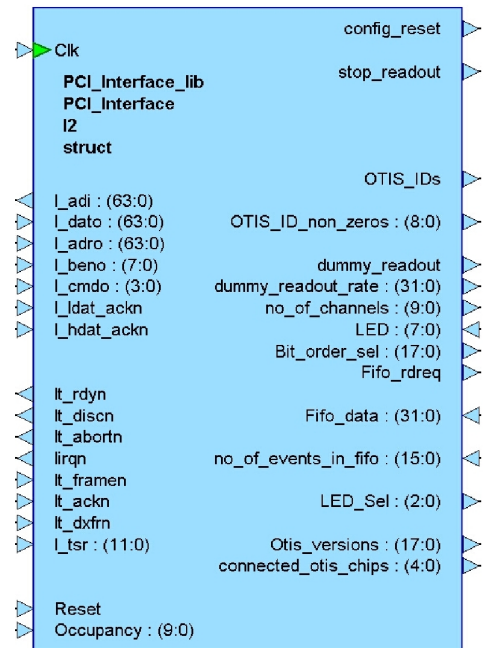 config_reset
Clk
stop_readout
PCI_Interface_lib
PCI_Interface
I2
struct
OTIS_IDs
l_adi : (63:0)
l_dato : (63:0) OTIS_ID_non_zeros : (8:0)
l_adro : (63:0)
l_beno : (7:0) dummy_readout
l_cmdo : (3:0) dummy_readout_rate : (31:0)
l_ldat_ackn no_of_channels : (9:0)
l_hdat_ackn LED : (7:0)
Bit_order_sel : (17:0)
Fifo_rdreq
lt_rdyn
lt_discn Fifo_data : (31:0)
lt_abortn
lirqn no_of_events_in_fifo : (15:0)
lt_framen
lt_ackn LED_Sel : (2:0)
lt_dxfrn
l_tsr : (11:0) Otis_versions : (17:0)
connected_otis_chips : (4:0)
Reset
Occupancy : (9:0)